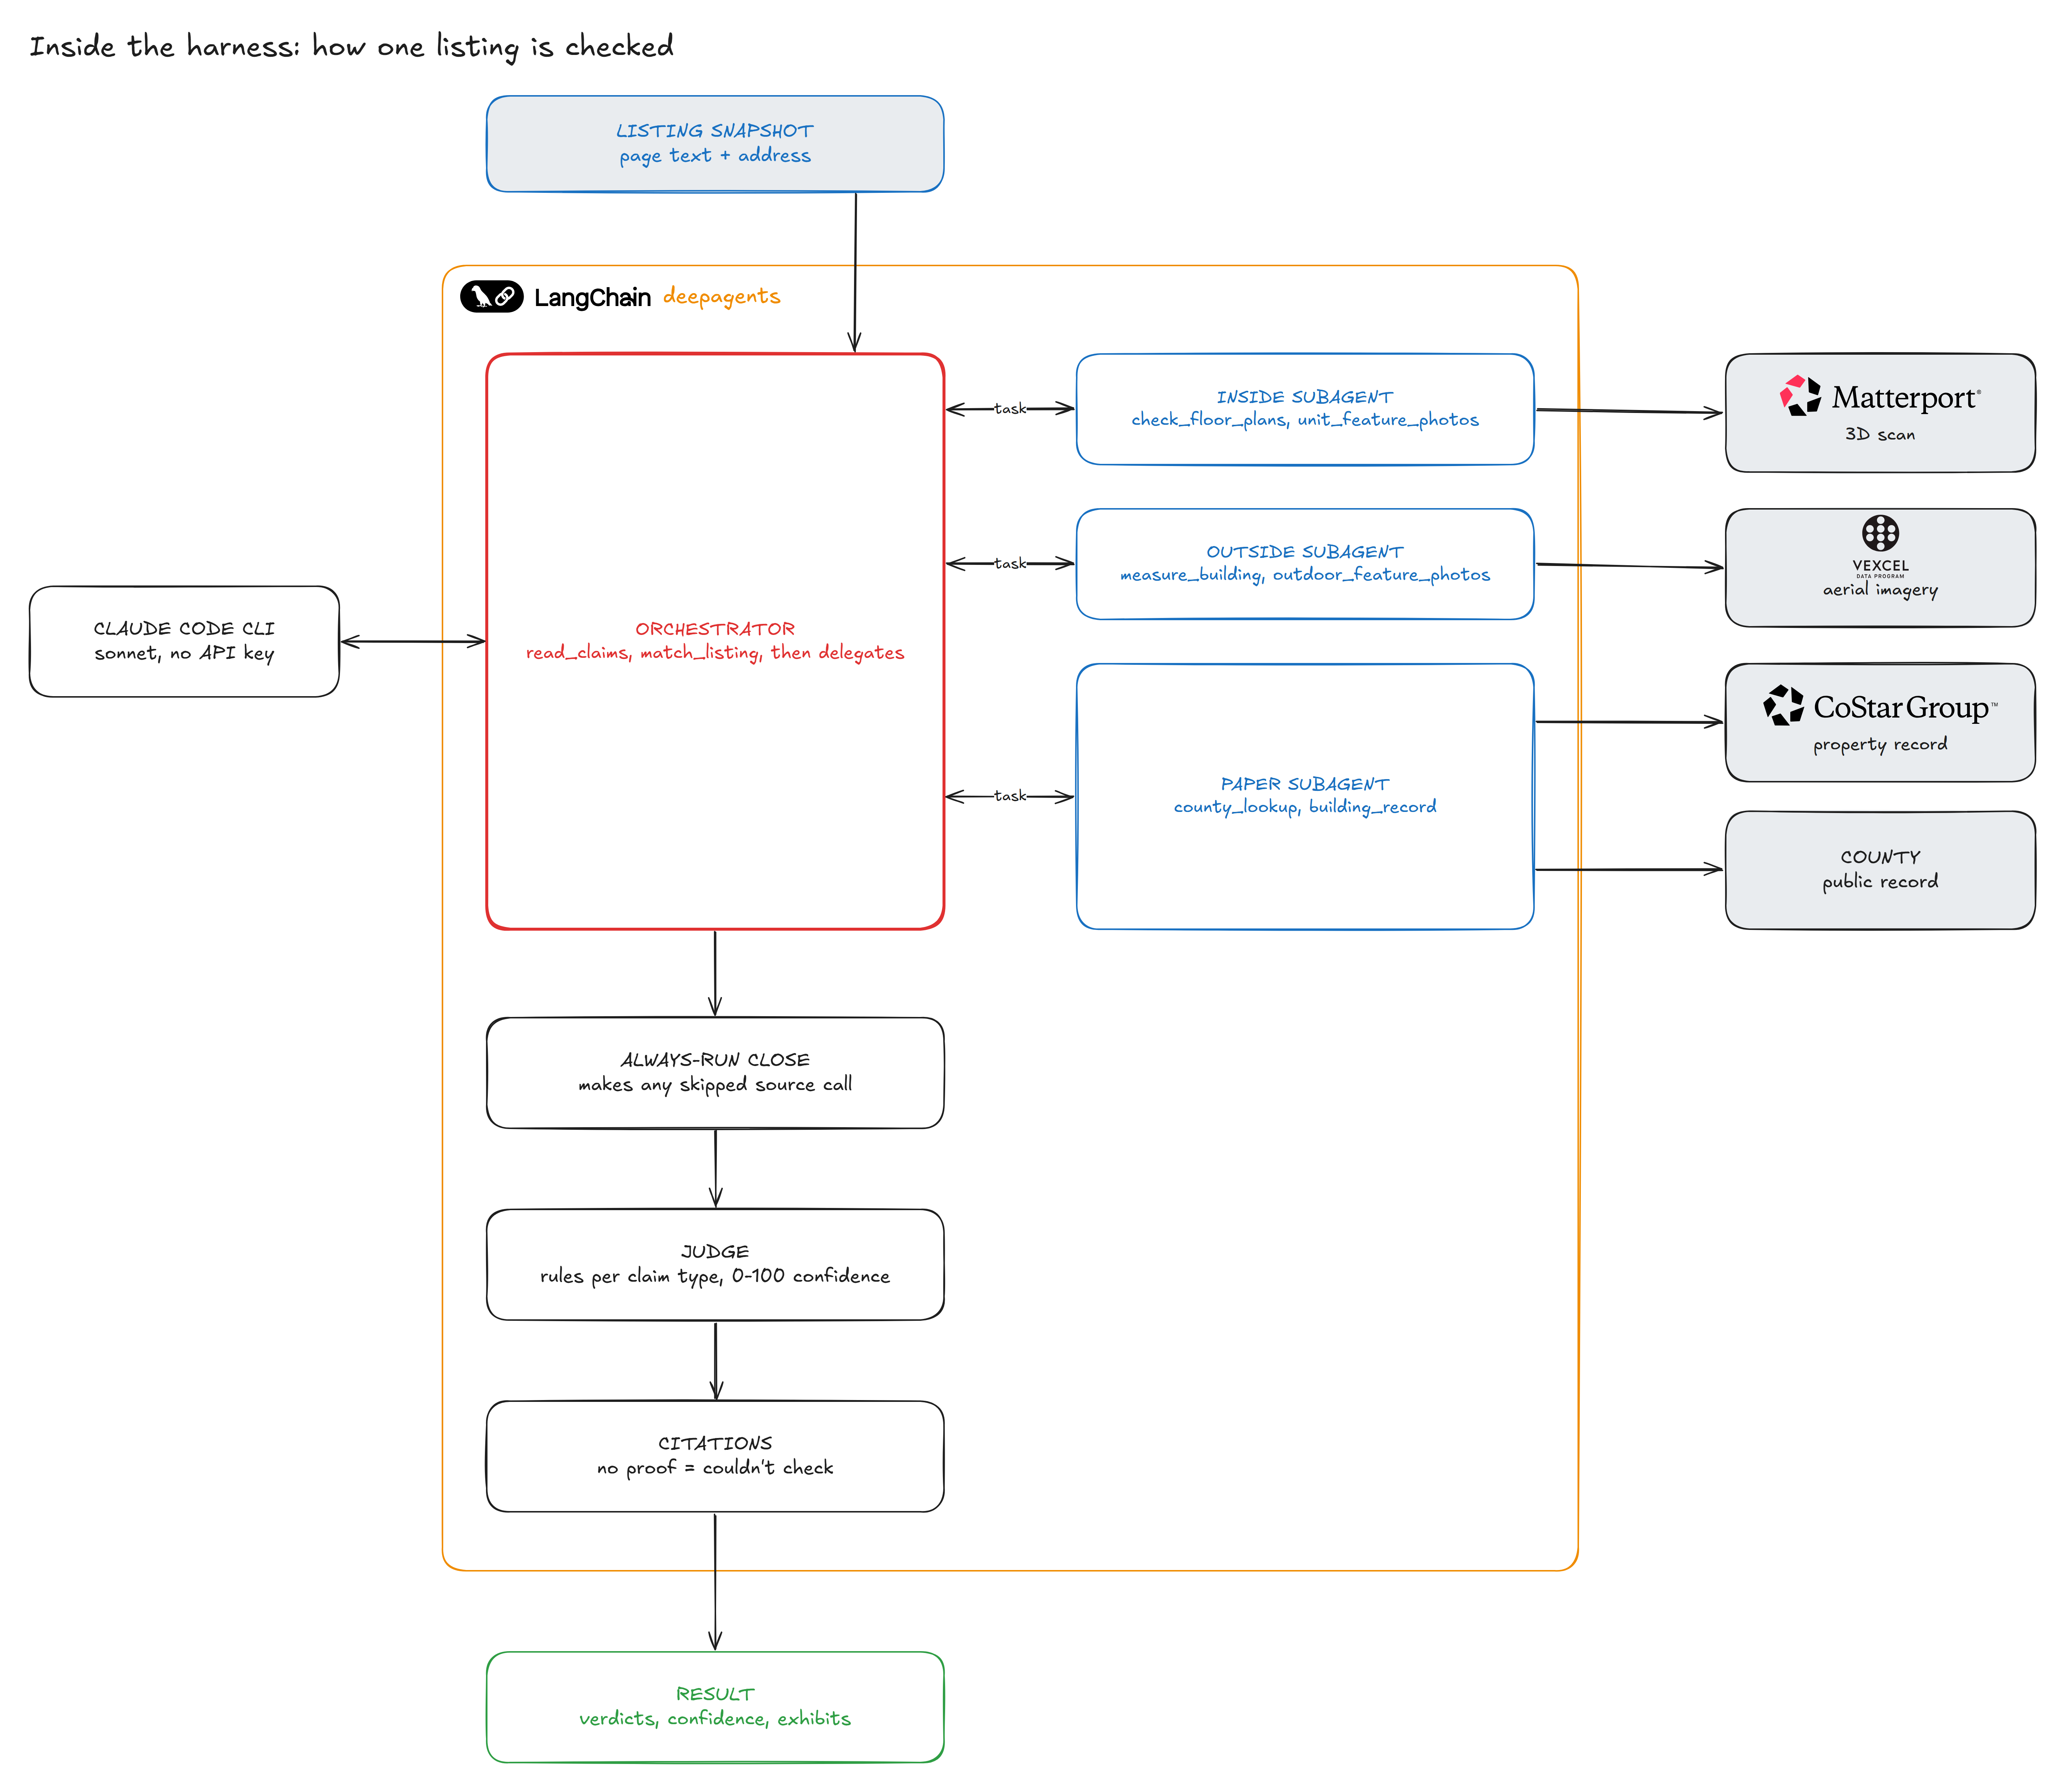 Inside the harness: how one listing is checked
LISTING SNAPSHOT
page text + address
LangChain deepagents
INSIDE SUBAGENT
check_floor_plans, unit_feature_photos
task
Matterport®
3D scan
OUTSIDE SUBAGENT
measure_building, outdoor_feature_photos
task
VEXCEL
DATA PROGRAM
aerial imagery
CLAUDE CODE CLI
sonnet, no API key
ORCHESTRATOR
read_claims, match_listing, then delegates
CoStar Group™
property record
PAPER SUBAGENT
county_lookup, building_record
task
COUNTY
public record
ALWAYS-RUN CLOSE
makes any skipped source call
JUDGE
rules per claim type, 0-100 confidence
CITATIONS
no proof = couldn't check
RESULT
verdicts, confidence, exhibits